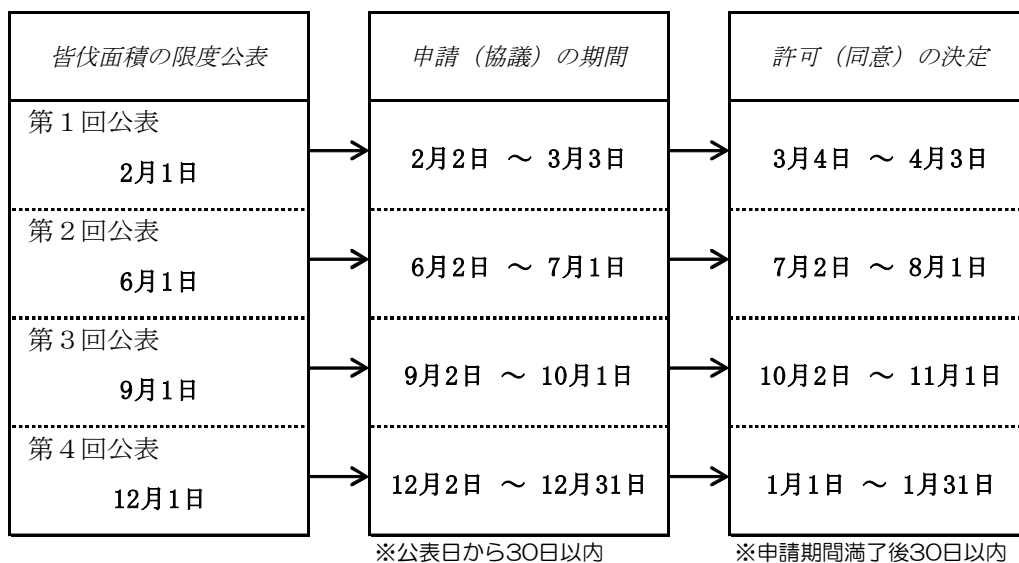 皆伐面積の限度公表
申請（協議）の期間
許可（同意）の決定
第１回公表
2月1日
2月2日 ～ 3月3日
3月4日 ～ 4月3日
第２回公表
6月1日
6月2日 ～ 7月1日
7月2日 ～ 8月1日
第３回公表
9月1日
9月2日 ～ 10月1日
10月2日 ～ 11月1日
第４回公表
12月1日
12月2日 ～ 12月31日
1月1日 ～ 1月31日
※公表日から30日以内
※申請期間満了後30日以内